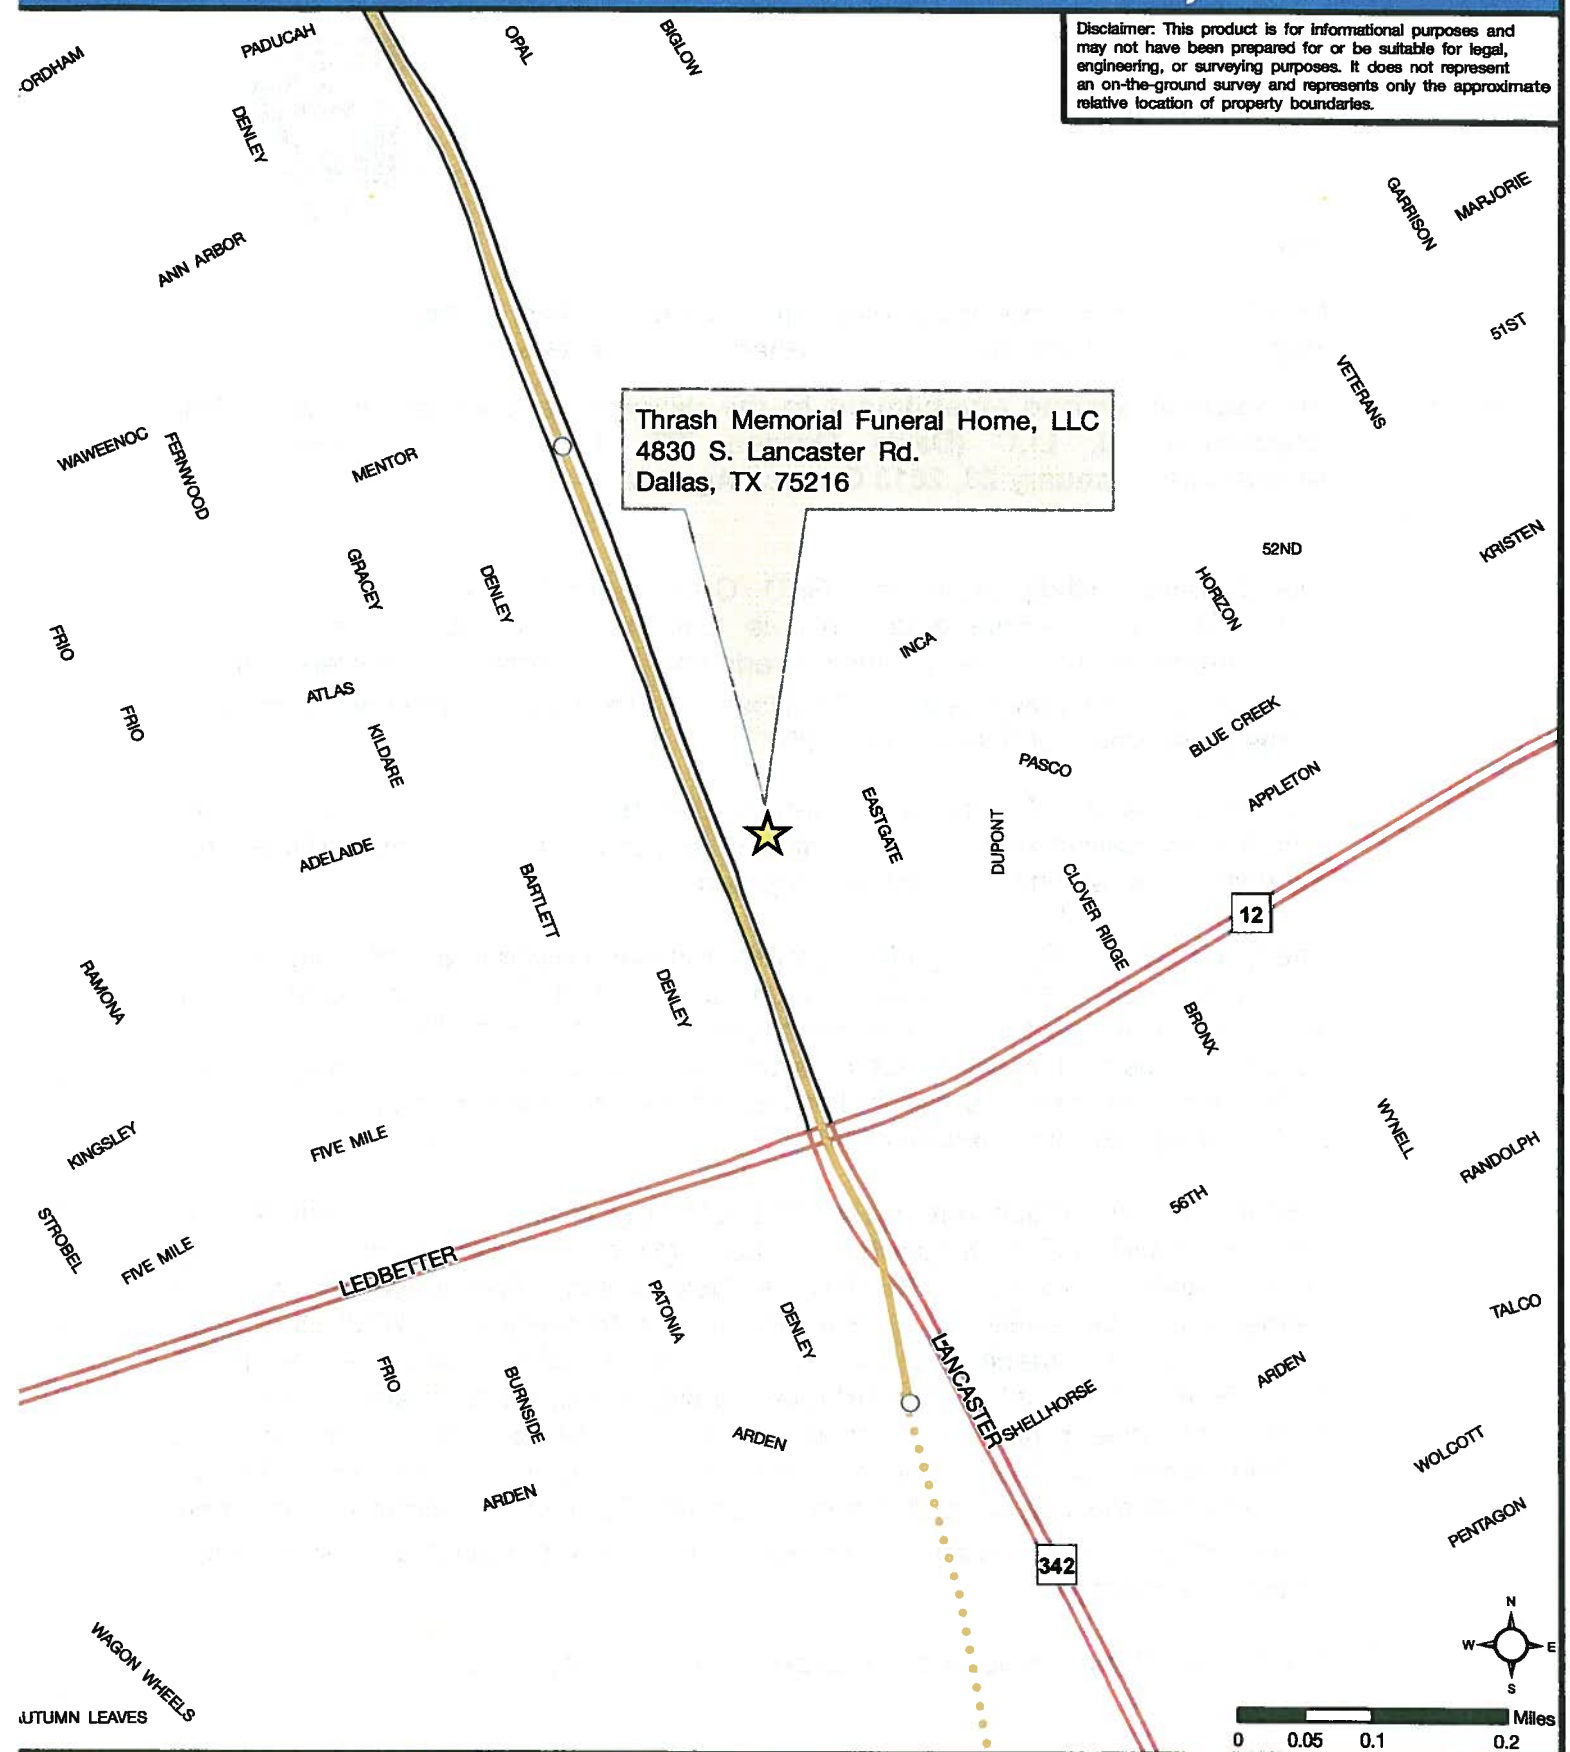 Disclaimer: This product is for informational purposes and
may not have been prepared for or be suitable for legal,
engineering, or surveying purposes. It does not represent
an on-the-ground survey and represents only the approximate
relative location of property boundaries.
PADUCAH
OPAL
BIGLOW
ORDHAM
DENLEY
GARRISON
MARJORIE
ANN ARBOR
51ST
VETERANS
Thrash Memorial Funeral Home, LLC
4830 S. Lancaster Rd.
Dallas, TX 75216
WAWEENOC
FERNWOOD
MENTOR
52ND
KRISTEN
GRACEY
DENLEY
HORIZON
FRIO
INCA
ATLAS
FRIO
KILDARE
BLUE CREEK
PASCO
APPLETON
EASTGATE
DUPONT
ADELAIDE
BARTLETT
CLOVER RIDGE
12
RAMONA
DENLEY
BRONX
KINGSLEY
FIVE MILE
WYNELL
RANDOLPH
56TH
STROBEL
FIVE MILE
LEDBETTER
PATONIA
DENLEY
TALCO
FRIO
BURNSIDE
LANCASTER
SHELLHORSE
ARDEN
ARDEN
WOLCOTT
ARDEN
PENTAGON
342
N
W E
S
WAGON WHEELS
AUTUMN LEAVES
Miles
0 0.05 0.1 0.2